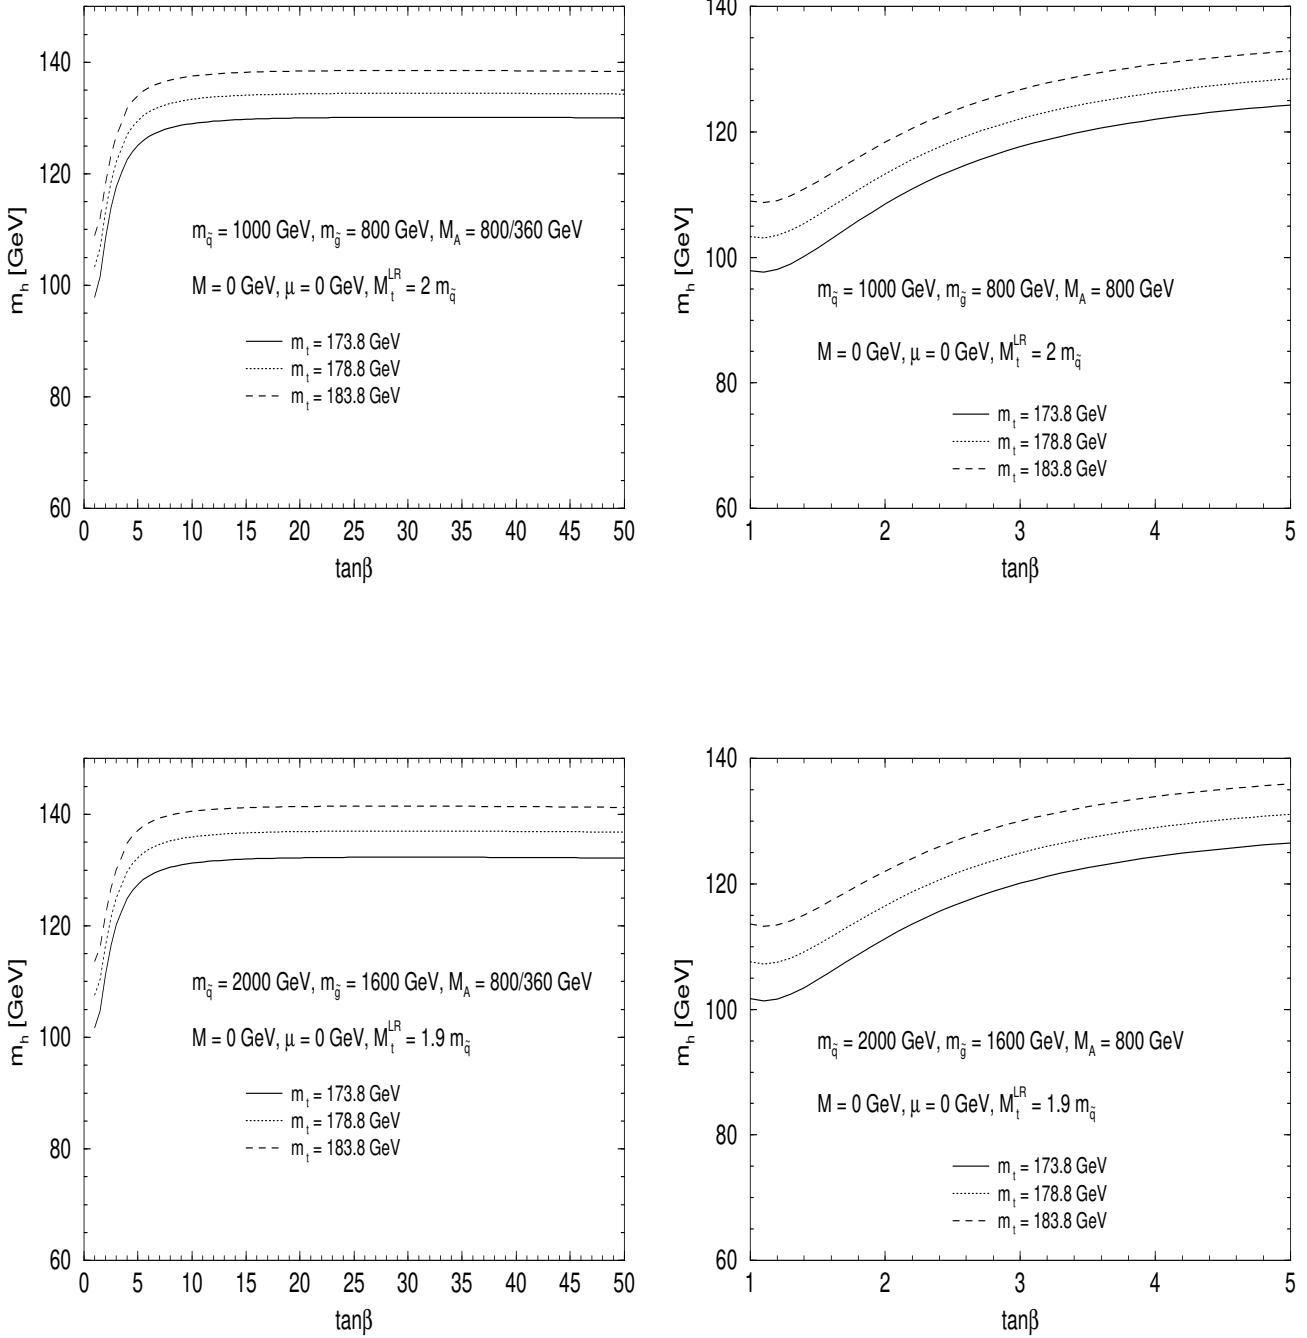 140
120
100
80
60
m_h [GeV]
m_q̃ = 1000 GeV, m_g̃ = 800 GeV, M_A = 800/360 GeV
M = 0 GeV, μ = 0 GeV, M_t^LR = 2 m_q̃
m_t = 173.8 GeV
m_t = 178.8 GeV
m_t = 183.8 GeV
0 5 10 15 20 25 30 35 40 45 50
tanβ
140
120
100
80
60
m_h [GeV]
m_q̃ = 1000 GeV, m_g̃ = 800 GeV, M_A = 800 GeV
M = 0 GeV, μ = 0 GeV, M_t^LR = 2 m_q̃
m_t = 173.8 GeV
m_t = 178.8 GeV
m_t = 183.8 GeV
1 2 3 4 5
tanβ
140
120
100
80
60
m_h [GeV]
m_q̃ = 2000 GeV, m_g̃ = 1600 GeV, M_A = 800/360 GeV
M = 0 GeV, μ = 0 GeV, M_t^LR = 1.9 m_q̃
m_t = 173.8 GeV
m_t = 178.8 GeV
m_t = 183.8 GeV
0 5 10 15 20 25 30 35 40 45 50
tanβ
140
120
100
80
60
m_h [GeV]
m_q̃ = 2000 GeV, m_g̃ = 1600 GeV, M_A = 800 GeV
M = 0 GeV, μ = 0 GeV, M_t^LR = 1.9 m_q̃
m_t = 173.8 GeV
m_t = 178.8 GeV
m_t = 183.8 GeV
1 2 3 4 5
tanβ